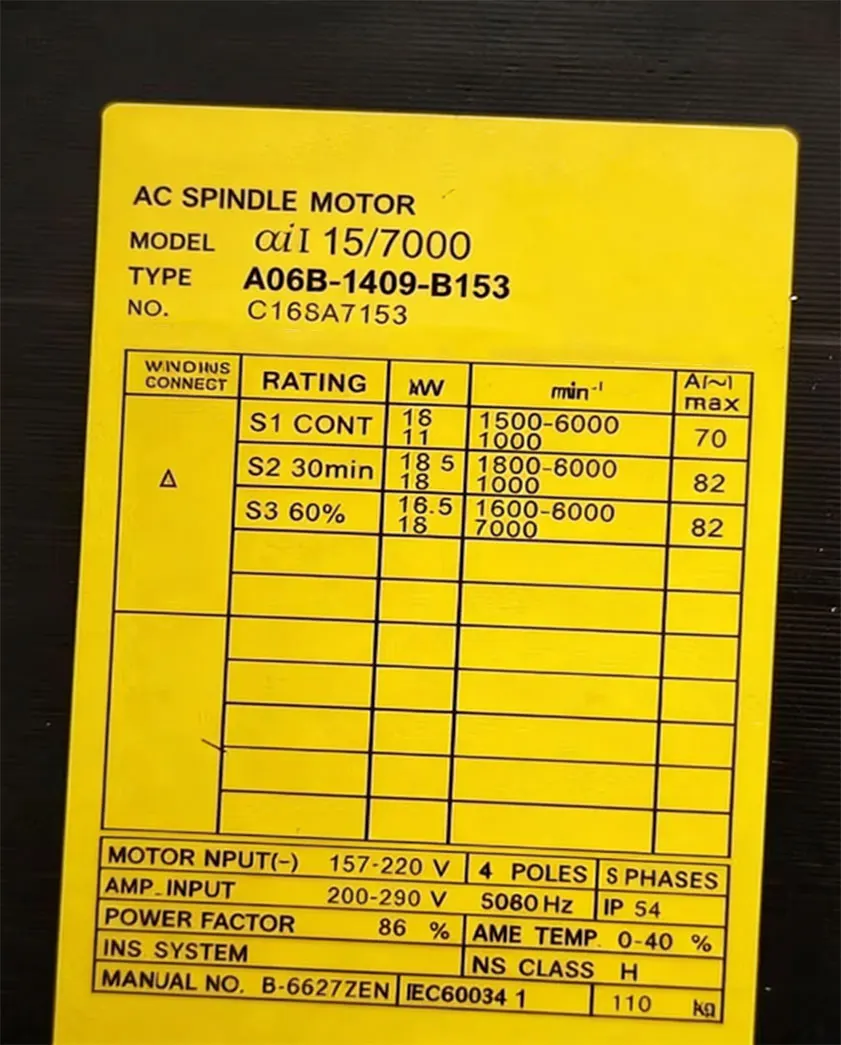 AC SPINDLE MOTOR
MODEL αiI 15/7000
TYPE A06B-1409-B153
NO. C16SA7153
WINDINUS CONNECT RATING kW min⁻¹ A(~) max
Δ
S1 CONT 18 1500-6000 70
11 1000
S2 30min 18 5 1800-6000 82
18 1000
S3 60% 16.5 1600-6000 82
18 7000
MOTOR NPUT(-) 157-220 V 4 POLES S PHASES
AMP. INPUT 200-290 V 5060 Hz IP 54
POWER FACTOR 86 % AME TEMP. 0-40 %
INS SYSTEM NS CLASS H
MANUAL NO. B-6627ZEN IEC60034 1 110 kg